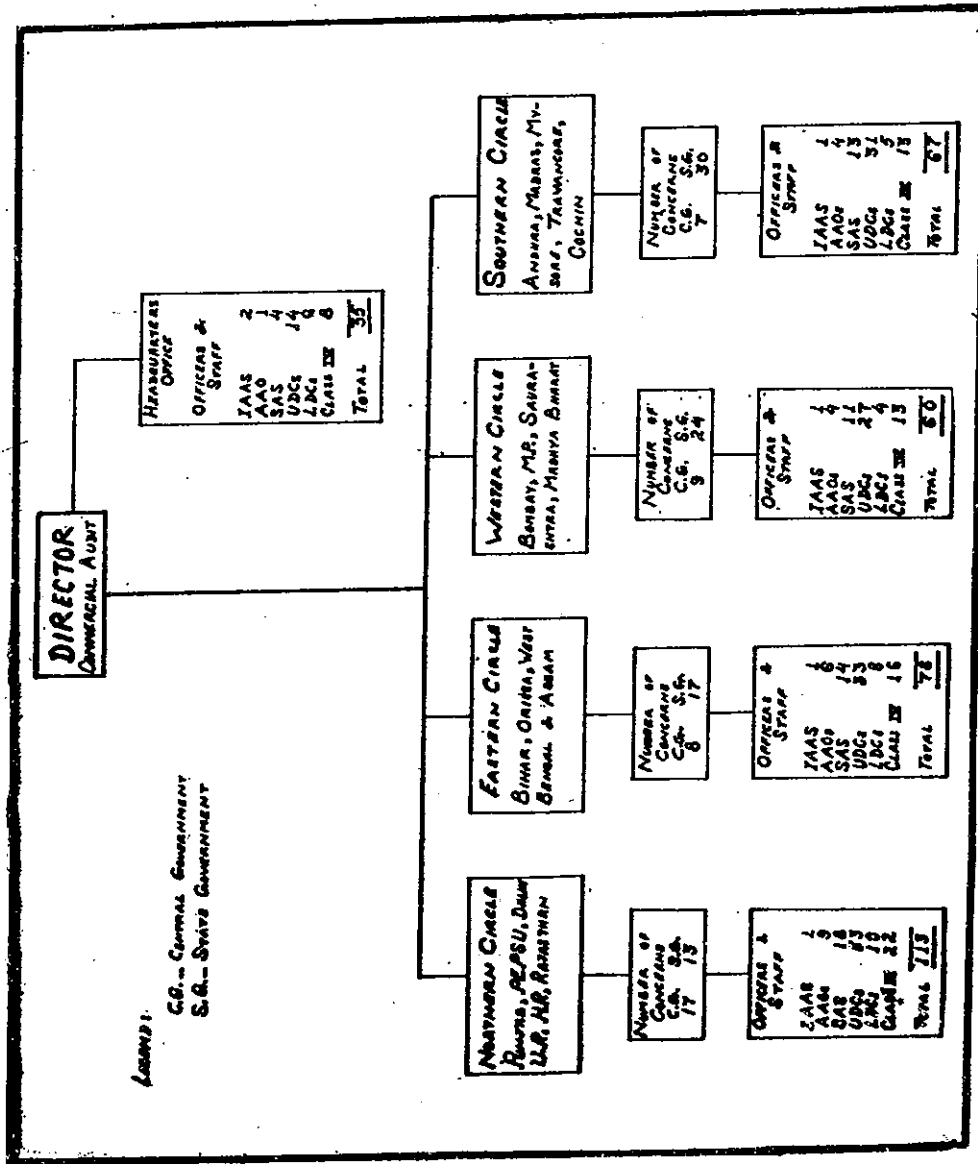 DIRECTOR
COMMERCIAL AUDIT
HEADQUARTERS
OFFICE
OFFICERS &
STAFF
IAAS 2
AAO 1
SAS 4
UDCs 14
LDCs 6
CLASS IV 8
TOTAL 35
LEGEND:
C.G.— CENTRAL GOVERNMENT
S.G.— STATE GOVERNMENT
NORTHERN CIRCLE
PUNJAB, PEPSU, DELHI
U.P., H.P., RAJASTHAN
NUMBER OF
CONCERNS
C.G. S.G.
17 13
OFFICERS &
STAFF
IAAS 1
AAOs 9
SAS 18
UDCs 53
LDCs 10
CLASS IV 22
TOTAL 113
EASTERN CIRCLE
BIHAR, ORISSA, WEST
BENGAL & ASSAM
NUMBER OF
CONCERNS
C.G. S.G.
8 17
OFFICERS &
STAFF
IAAS 1
AAOs 6
SAS 14
UDCs 33
LDCs 8
CLASS IV 16
TOTAL 78
WESTERN CIRCLE
BOMBAY, M.P., SAURA-
SHTRA, MADHYA BHARAT
NUMBER OF
CONCERNS
C.G. S.G.
9 24
OFFICERS &
STAFF
IAAS 1
AAOs 4
SAS 11
UDCs 27
LDCs 4
CLASS IV 13
TOTAL 60
SOUTHERN CIRCLE
ANDHRA, MADRAS, MY-
SORE, TRAVANCORE,
COCHIN
NUMBER OF
CONCERNS
C.G. S.G.
7 30
OFFICERS &
STAFF
IAAS 1
AAOs 4
SAS 13
UDCs 31
LDCs 5
CLASS IV 13
TOTAL 67